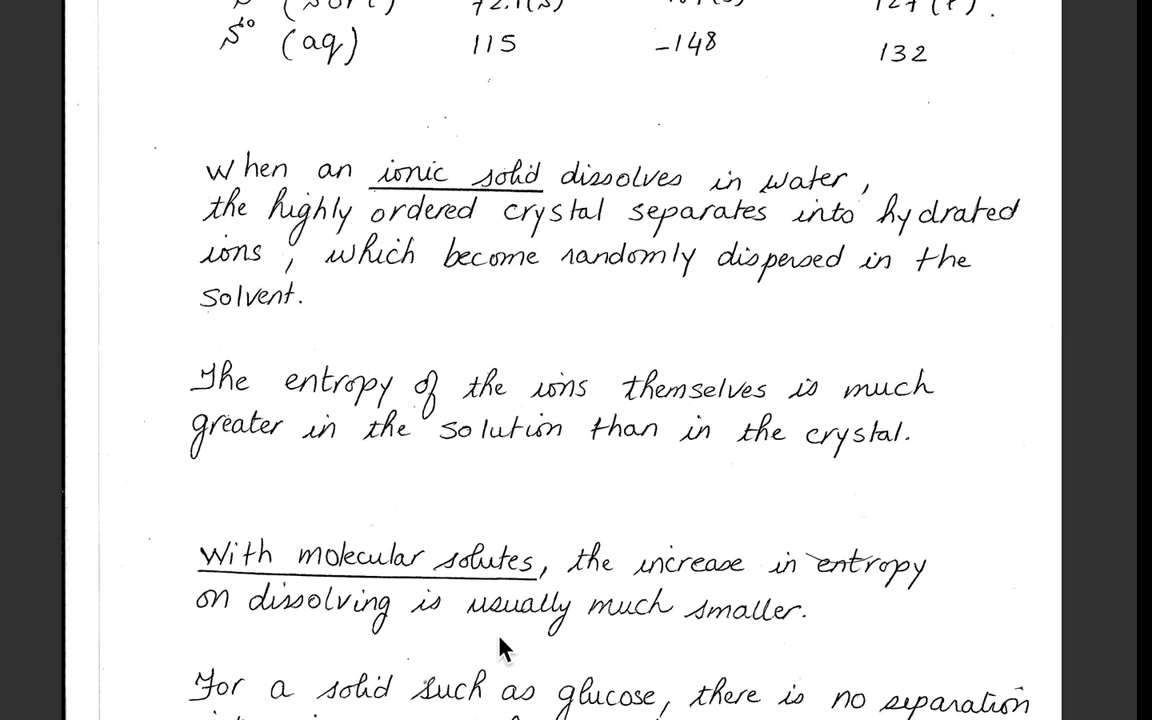 S° (aq) 115 -148 132
When an ionic solid dissolves in water,
the highly ordered crystal separates into hydrated
ions, which become randomly dispersed in the
solvent.
The entropy of the ions themselves is much
greater in the solution than in the crystal.
With molecular solutes, the increase in entropy
on dissolving is usually much smaller.
For a solid such as glucose, there is no separation